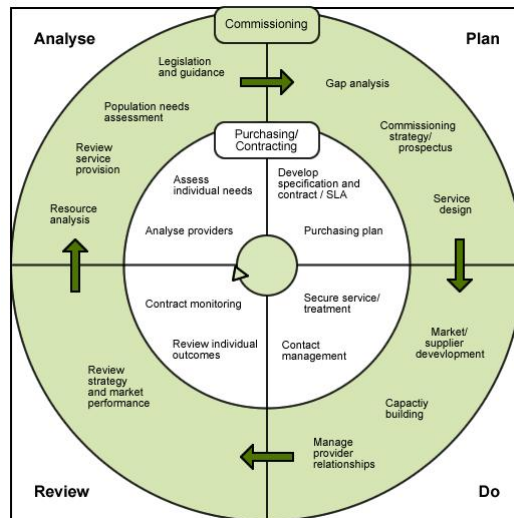 Commissioning
Analyse
Plan
Legislation
and guidance
Gap analysis
Population needs
assessment
Commissioning
strategy/
prospectus
Review
service
provision
Purchasing/
Contracting
Assess
individual needs
Develop
specification and
contract / SLA
Resource
analysis
Service
design
Analyse providers
Purchasing plan
Contract monitoring
Secure service/
treatment
Review individual
outcomes
Contact
management
Market/
supplier
devevlopment
Review
strategy
and market
performance
Capactiy
building
Manage
provider
relationships
Review
Do